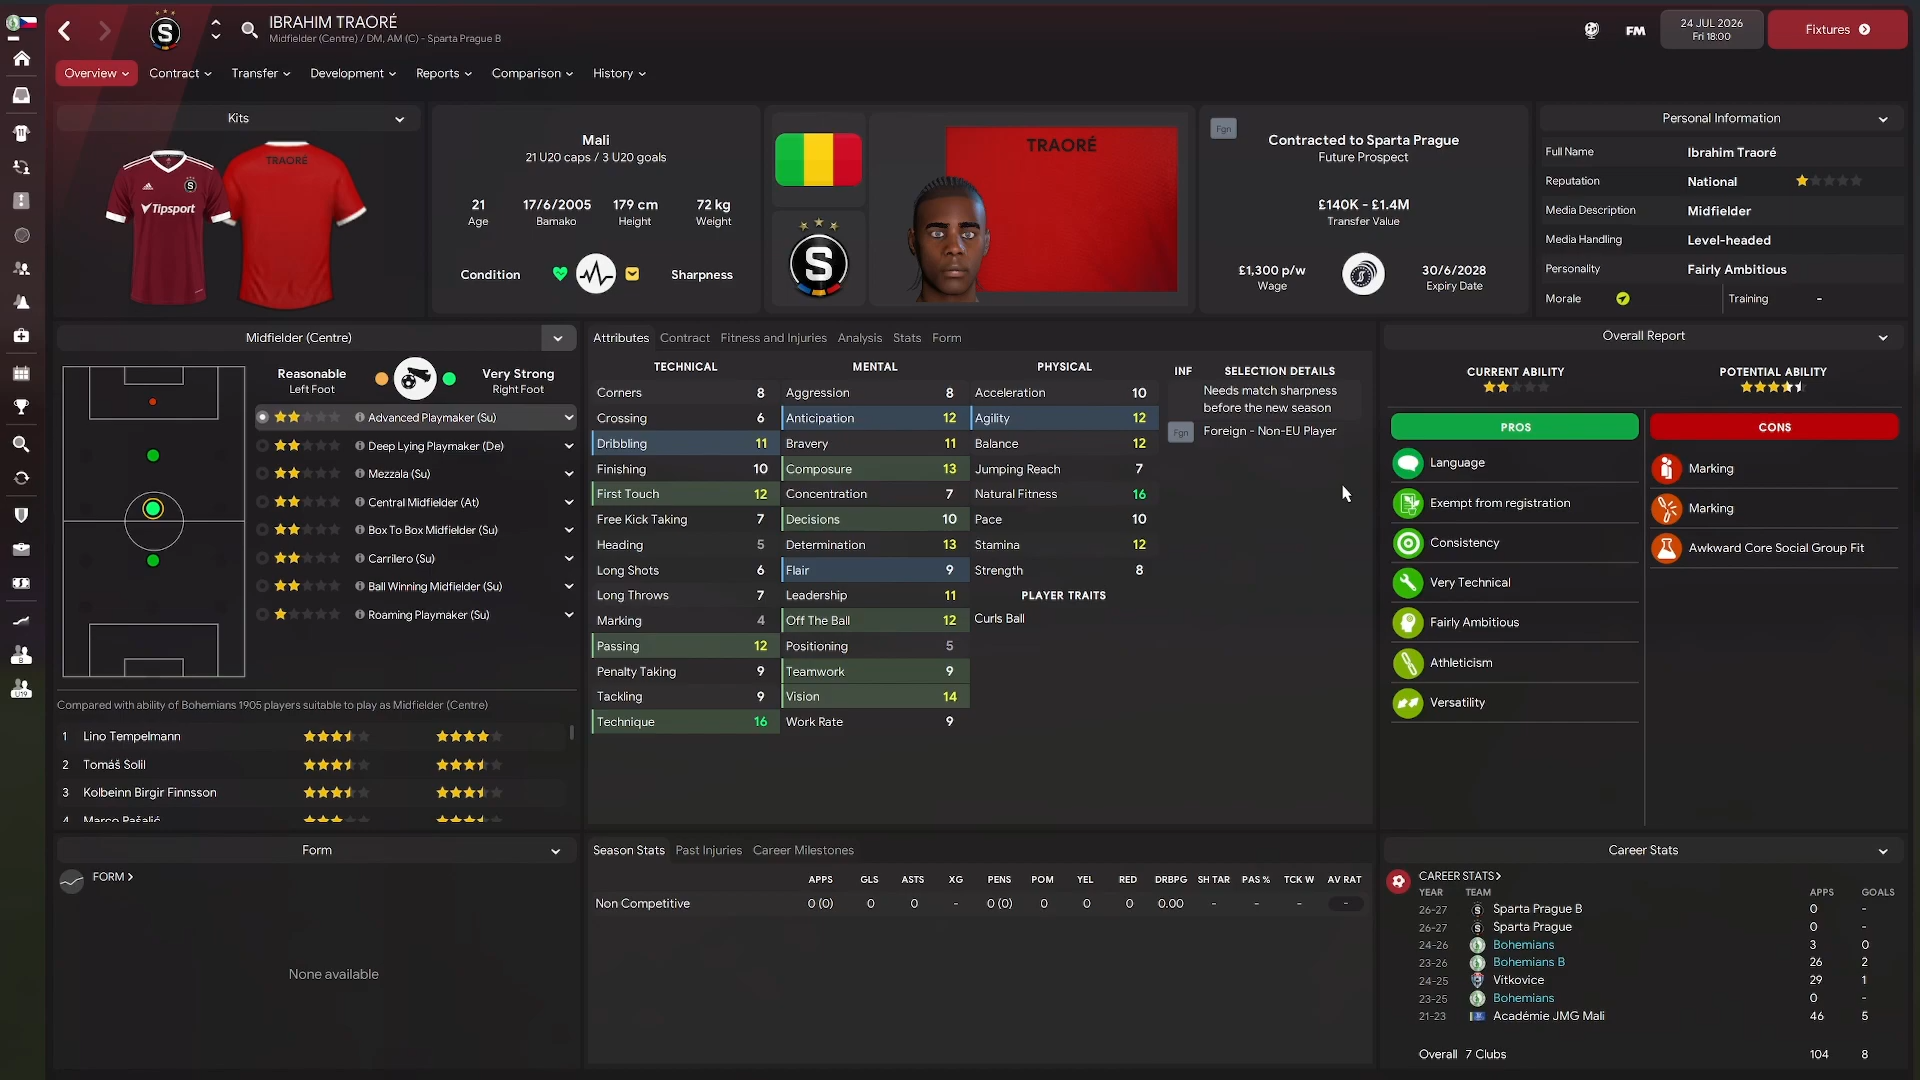 IBRAHIM TRAORÉ
Midfielder (Centre) / DM, AM (C) - Sparta Prague B
FM
24 JUL 2026
Fri 18:00
Fixtures
Overview
Contract
Transfer
Development
Reports
Comparison
History
Kits
TRAORÉ
Tipsport
Mali
21 U20 caps / 3 U20 goals
21 17/6/2005 179 cm 72 kg
Age Bamako Height Weight
Condition Sharpness
TRAORÉ
Fgn
Contracted to Sparta Prague
Future Prospect
£140K - £1.4M
Transfer Value
£1,300 p/w 30/6/2028
Wage Expiry Date
Personal Information
Full Name Ibrahim Traoré
Reputation National
Media Description Midfielder
Media Handling Level-headed
Personality Fairly Ambitious
Morale Training -
Midfielder (Centre)
Reasonable Very Strong
Left Foot Right Foot
Advanced Playmaker (Su)
Deep Lying Playmaker (De)
Mezzala (Su)
Central Midfielder (At)
Box To Box Midfielder (Su)
Carrilero (Su)
Ball Winning Midfielder (Su)
Roaming Playmaker (Su)
Compared with ability of Bohemians 1905 players suitable to play as Midfielder (Centre)
1 Lino Tempelmann
2 Tomáš Solil
3 Kolbeinn Birgir Finnsson
4 Marco Pašalić
Attributes Contract Fitness and Injuries Analysis Stats Form
TECHNICAL MENTAL PHYSICAL
Corners 8 Aggression 8 Acceleration 10
Crossing 6 Anticipation 12 Agility 12
Dribbling 11 Bravery 11 Balance 12
Finishing 10 Composure 13 Jumping Reach 7
First Touch 12 Concentration 7 Natural Fitness 16
Free Kick Taking 7 Decisions 10 Pace 10
Heading 5 Determination 13 Stamina 12
Long Shots 6 Flair 9 Strength 8
Long Throws 7 Leadership 11 PLAYER TRAITS
Marking 4 Off The Ball 12 Curls Ball
Passing 12 Positioning 5
Penalty Taking 9 Teamwork 9
Tackling 9 Vision 14
Technique 16 Work Rate 9
INF SELECTION DETAILS
Needs match sharpness
before the new season
Fgn Foreign - Non-EU Player
Overall Report
CURRENT ABILITY POTENTIAL ABILITY
PROS CONS
Language
Exempt from registration
Consistency
Very Technical
Fairly Ambitious
Athleticism
Versatility
Marking
Marking
Awkward Core Social Group Fit
Form
FORM
None available
Season Stats Past Injuries Career Milestones
APPS GLS ASTS XG PENS POM YEL RED DRBPG SH TAR PAS % TCK W AV RAT
Non Competitive 0 (0) 0 0 - 0 (0) 0 0 0 0.00 - - - -
Career Stats
CAREER STATS
YEAR TEAM APPS GOALS
26-27 Sparta Prague B 0 -
26-27 Sparta Prague 0 -
24-26 Bohemians 3 0
23-26 Bohemians B 26 2
24-25 Vítkovice 29 1
23-25 Bohemians 0 -
21-23 Académie JMG Mali 46 5
Overall 7 Clubs 104 8